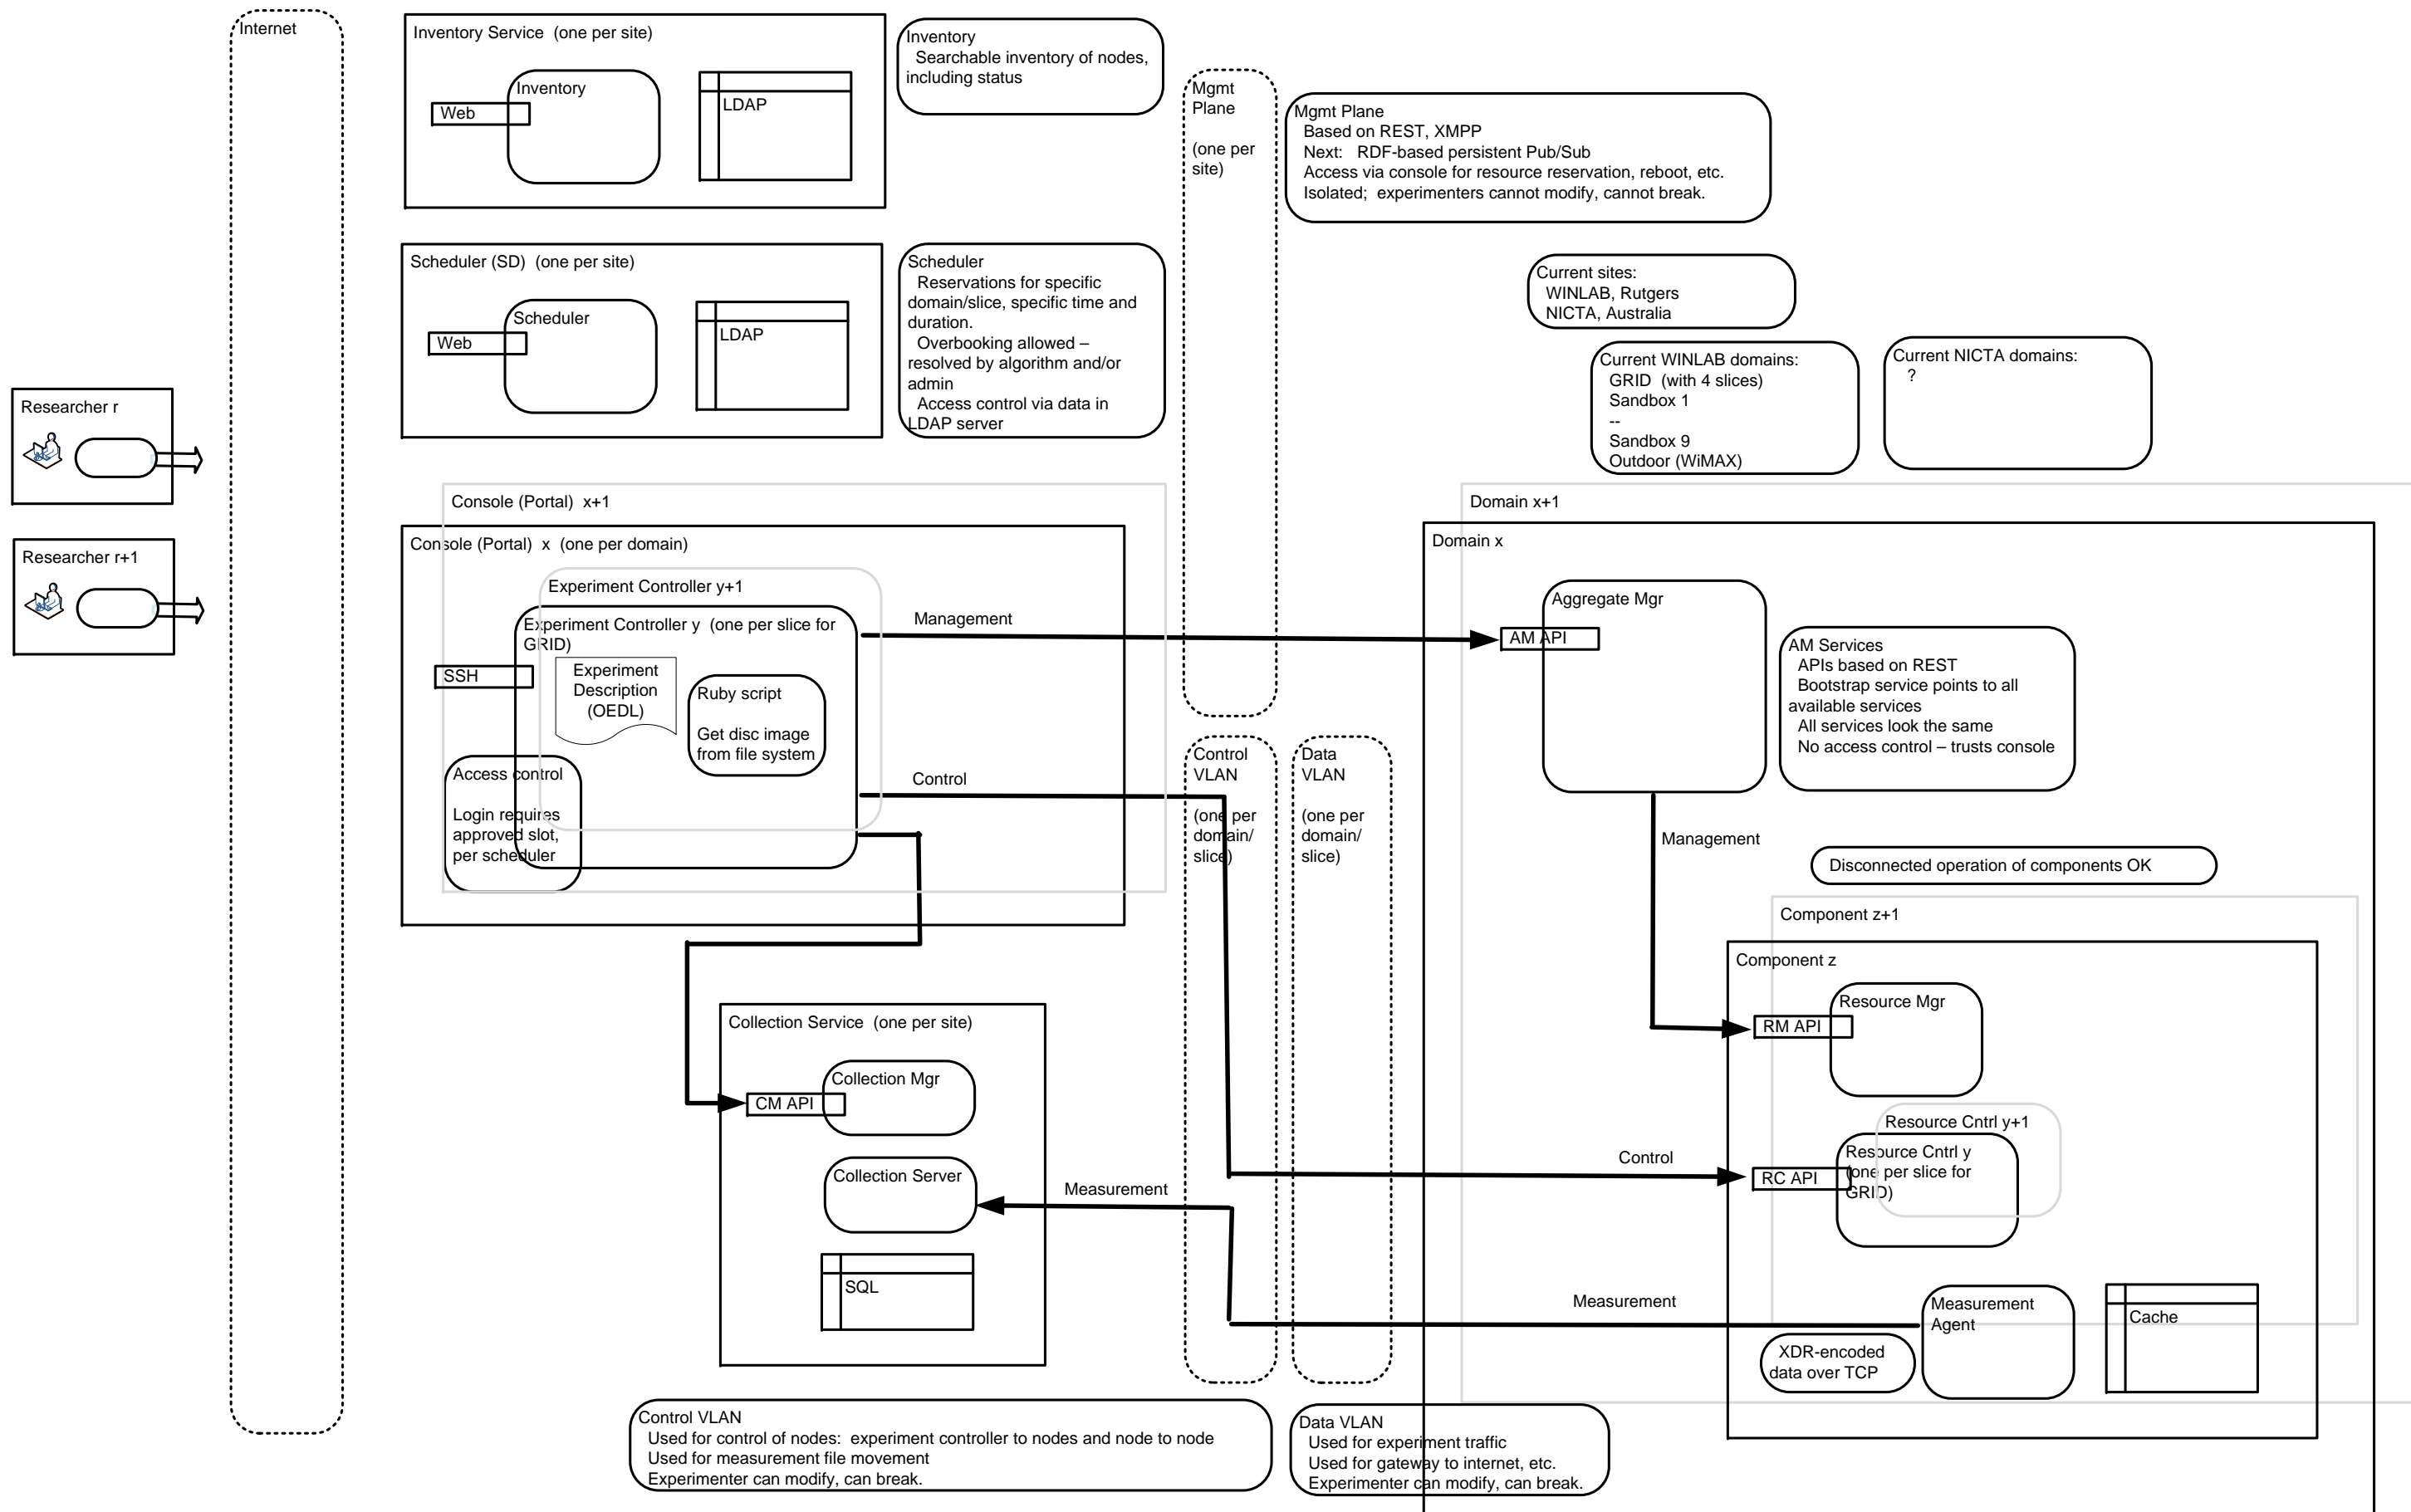 Internet
Inventory Service  (one per site)
Inventory
Web
LDAP
Inventory
Searchable inventory of nodes,
including status
Mgmt
Plane
(one per
site)
Mgmt Plane
Based on REST, XMPP
Next:   RDF-based persistent Pub/Sub
Access via console for resource reservation, reboot, etc.
Isolated;  experimenters cannot modify, cannot break.
Scheduler (SD)  (one per site)
Scheduler
Web
LDAP
Scheduler
Reservations for specific
domain/slice, specific time and
duration.
Overbooking allowed –
resolved by algorithm and/or
admin
Access control via data in
LDAP server
Current sites:
WINLAB, Rutgers
NICTA, Australia
Current WINLAB domains:
GRID  (with 4 slices)
Sandbox 1
--
Sandbox 9
Outdoor (WiMAX)
Current NICTA domains:
?
Researcher r
Researcher r+1
Console (Portal)  x+1
Console (Portal)  x  (one per domain)
Experiment Controller y+1
Experiment Controller y  (one per slice for
GRID)
SSH
Experiment
Description
(OEDL)
Ruby script
Get disc image
from file system
Access control
Login requires
approved slot,
per scheduler
Management
Control
Control
VLAN
(one per
domain/
slice)
Data
VLAN
(one per
domain/
slice)
Domain x+1
Domain x
Aggregate Mgr
AM API
AM Services
APIs based on REST
Bootstrap service points to all
available services
All services look the same
No access control – trusts console
Management
Disconnected operation of components OK
Component z+1
Component z
Resource Mgr
RM API
Resource Cntrl y+1
Resource Cntrl y
(one per slice for
GRID)
RC API
Control
Collection Service  (one per site)
Collection Mgr
CM API
Collection Server
Measurement
SQL
Measurement
Measurement
Agent
Cache
XDR-encoded
data over TCP
Control VLAN
Used for control of nodes:  experiment controller to nodes and node to node
Used for measurement file movement
Experimenter can modify, can break.
Data VLAN
Used for experiment traffic
Used for gateway to internet, etc.
Experimenter can modify, can break.